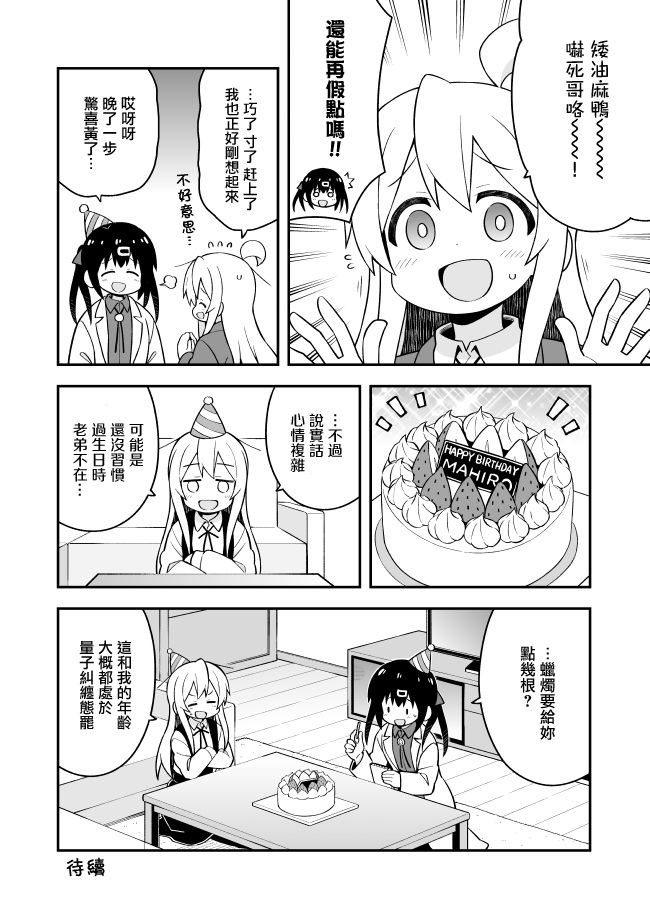 矮油麻鴨~~~~
嚇死哥咯~~~~!
還能再假點嗎!!
…巧了 寸了 趕上了
我也正好剛想起來
不好意思…
哎呀呀
晚了一步
驚喜黃了…
HAPPY BIRTHDAY
MAHIRO
…不過
說實話
心情複雜
可能是
還沒習慣
過生日時
老弟不在…
…蠟燭要給妳
點幾根?
這和我的年齡
大概都處於
量子糾纏態罷
待續